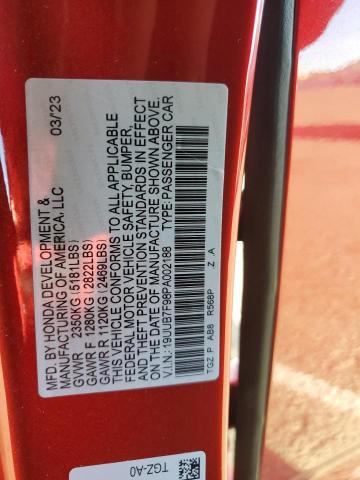 MFD. BY HONDA DEVELOPMENT & 03/'23
MANUFACTURING OF AMERICA, LLC
GVWR 2350KG(5181LBS)
GAWR F 1280KG(2822LBS)
GAWR R 1120KG(2469LBS)
THIS VEHICLE CONFORMS TO ALL APPLICABLE
FEDERAL MOTOR VEHICLE SAFETY, BUMPER,
AND THEFT PREVENTION STANDARDS IN EFFECT
ON THE DATE OF MANUFACTURE SHOWN ABOVE.
V.I.N.: 19UUB7F98PA002188 TYPE: PASSENGER CAR
TGZ P AB8 R568P Z .A
TGZ-A0